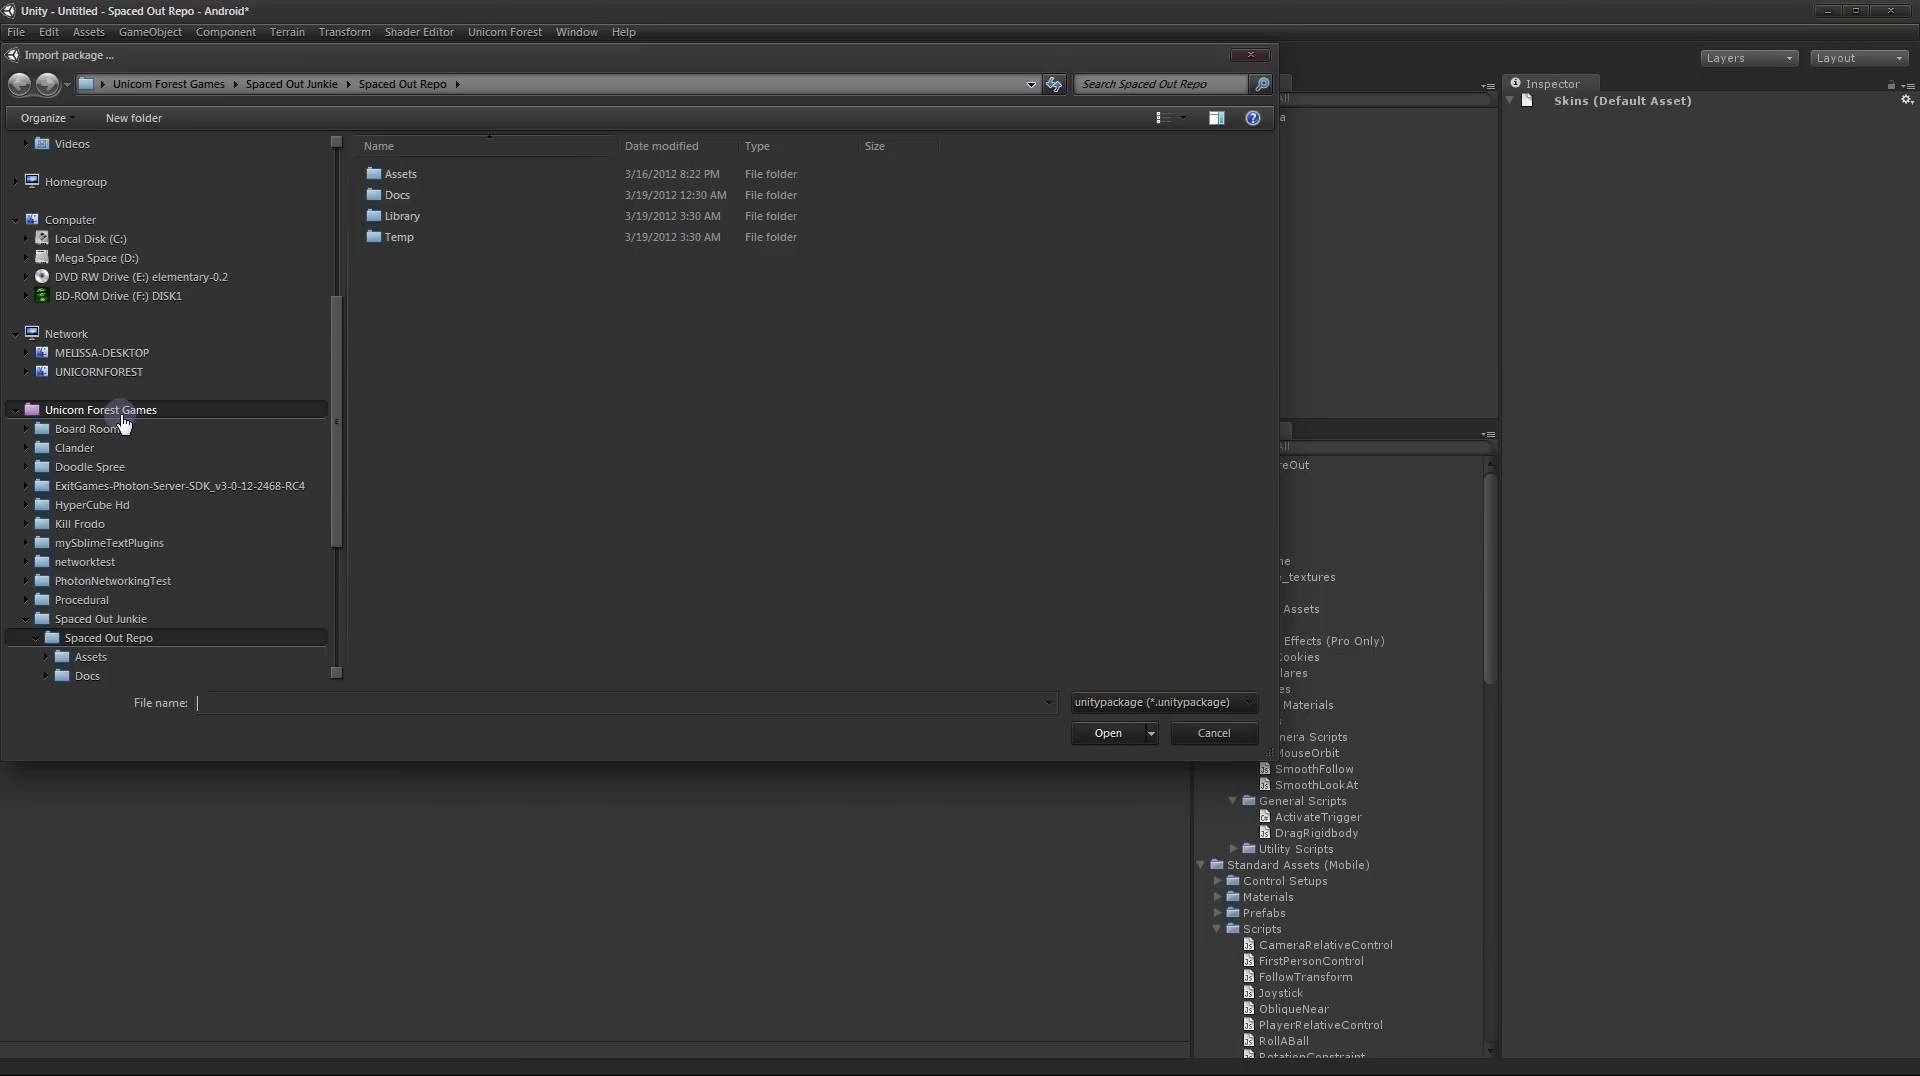 Unity - Untitled - Spaced Out Repo - Android*
File Edit Assets GameObject Component Terrain Transform Shader Editor Unicorn Forest Window Help
Import package ...
Layers Layout
Unicorn Forest Games Spaced Out Junkie Spaced Out Repo Search Spaced Out Repo
Inspector
Skins (Default Asset)
Organize New folder
Name Date modified Type Size
Assets 3/16/2012 8:22 PM File folder
Docs 3/19/2012 12:30 AM File folder
Library 3/19/2012 3:30 AM File folder
Temp 3/19/2012 3:30 AM File folder
Videos
Homegroup
Computer
Local Disk (C:)
Mega Space (D:)
DVD RW Drive (E:) elementary-0.2
BD-ROM Drive (F:) DISK1
Network
MELISSA-DESKTOP
UNICORNFOREST
Unicorn Forest Games
Board Room
Clander
Doodle Spree
ExitGames-Photon-Server-SDK_v3-0-12-2468-RC4
HyperCube Hd
Kill Frodo
mySblimeTextPlugins
networktest
PhotonNetworkingTest
Procedural
Spaced Out Junkie
Spaced Out Repo
Assets
Docs
File name: unitypackage (*.unitypackage)
Open Cancel
eOut
ne
_textures
Assets
Effects (Pro Only)
Cookies
lares
es
Materials
s
mera Scripts
MouseOrbit
SmoothFollow
SmoothLookAt
General Scripts
ActivateTrigger
DragRigidbody
Utility Scripts
Standard Assets (Mobile)
Control Setups
Materials
Prefabs
Scripts
CameraRelativeControl
FirstPersonControl
FollowTransform
Joystick
ObliqueNear
PlayerRelativeControl
RollABall
RotationConstraint